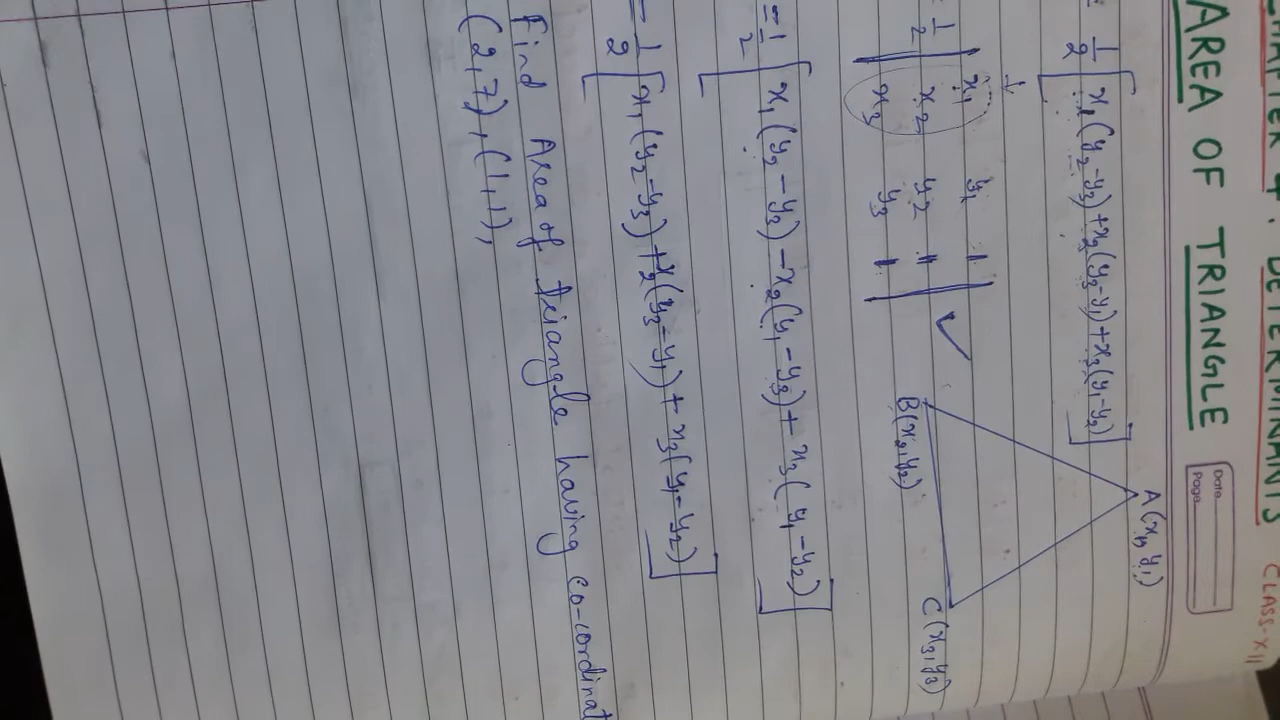 CHAPTER 4: DETERMINANTS CLASS-XII
AREA OF TRIANGLE
Date
Page
A(x1, y1)
= 1/2 [x1(y2-y3)+x2(y3-y1)+x3(y1-y2)]
= 1/2 | x1 y1 1
x2 y2 1
x3 y3 1 | ✓
B(x2, y2)
C(x3, y3)
= 1/2 [x1(y2-y3)-x2(y1-y3)+x3(y1-y2)]
= 1/2 [x1(y2-y3)+x2(y3-y1)+x3(y1-y2)]
Find Area of triangle having co-cordinat
(2,7), (1,1),